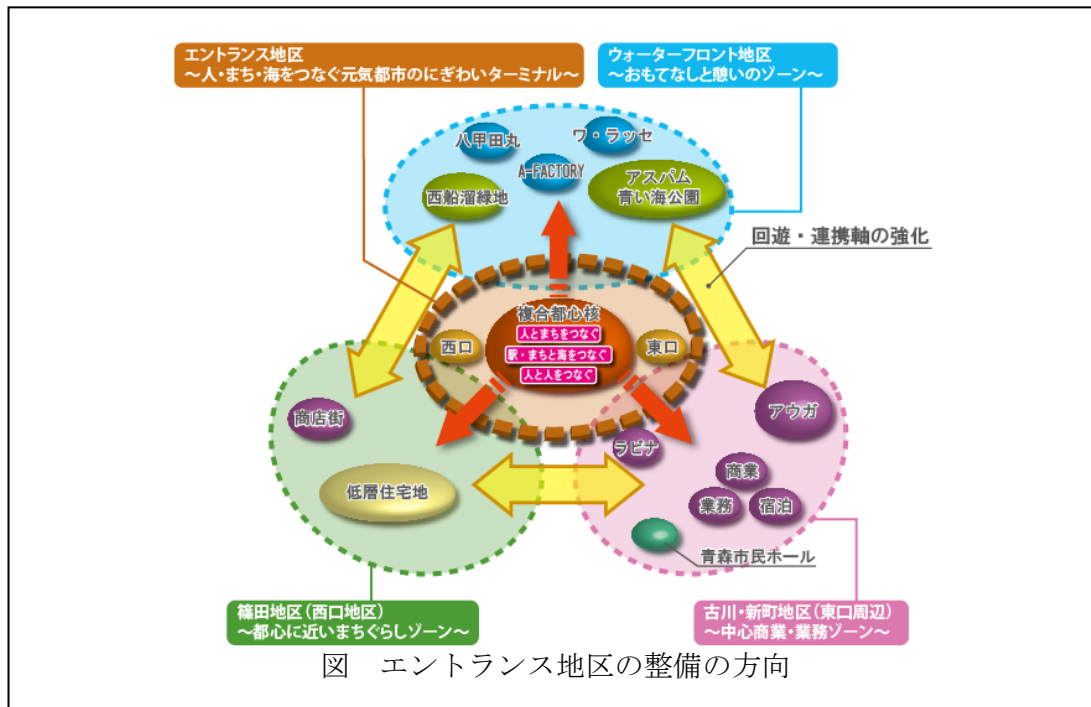 エントランス地区
～人・まち・海をつなぐ元気都市のにぎわいターミナル～
ウォーターフロント地区
～おもてなしと憩いのゾーン～
八甲田丸
ワ・ラッセ
A-FACTORY
西船溜緑地
アスパム
青い海公園
回遊・連携軸の強化
複合都心核
人とまちをつなぐ
駅・まちと海をつなぐ
人と人をつなぐ
西口
東口
商店街
低層住宅地
アウガ
ラビナ
商業
業務
宿泊
青森市民ホール
篠田地区(西口地区)
～都心に近いまちぐらしゾーン～
古川・新町地区(東口周辺)
～中心商業・業務ゾーン～
図　エントランス地区の整備の方向